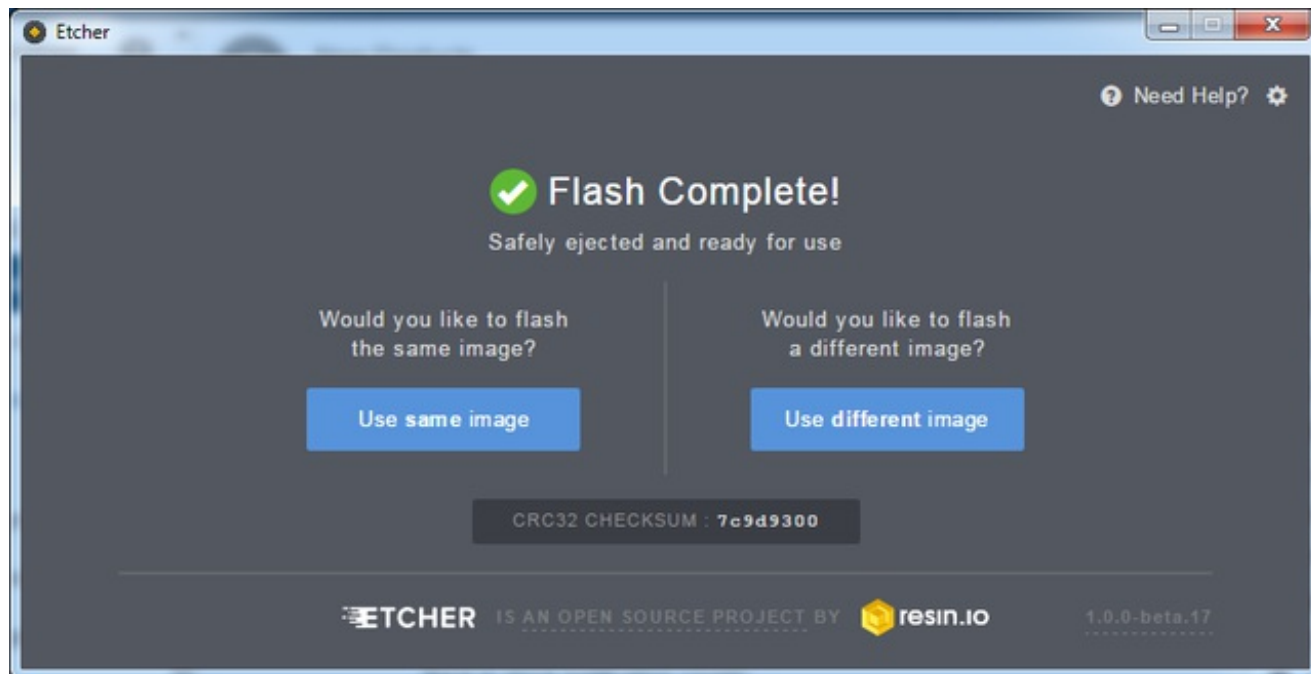 Etcher
Need Help?
Flash Complete!
Safely ejected and ready for use
Would you like to flash
the same image?
Use same image
Would you like to flash
a different image?
Use different image
CRC32 CHECKSUM : 7c9d9300
ETCHER IS AN OPEN SOURCE PROJECT BY resin.io 1.0.0-beta.17